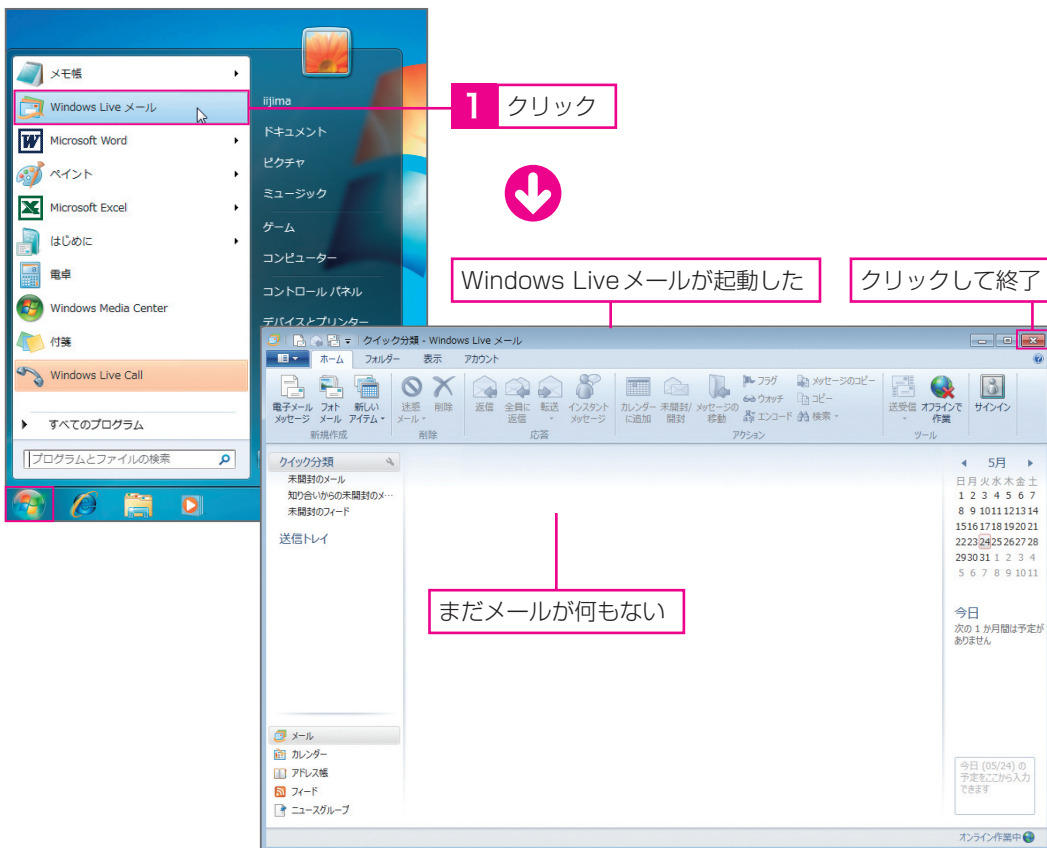 メモ帳
Windows Live メール
Microsoft Word
ペイント
Microsoft Excel
はじめに
電卓
Windows Media Center
付箋
Windows Live Call
すべてのプログラム
プログラムとファイルの検索
iijima
ドキュメント
ピクチャ
ミュージック
ゲーム
コンピューター
コントロール パネル
デバイスとプリンター
1 クリック
Windows Liveメールが起動した
クリックして終了
クイック分類 - Windows Live メール
ホーム フォルダー 表示 アカウント
電子メール メッセージ
フォト メール
新しい アイテム
新規作成
迷惑 メール
削除
削除
返信
全員に 返信
転送
インスタント メッセージ
応答
カレンダー に追加
未開封/ 開封
メッセージの 移動
フラグ
ウォッチ
エンコード
メッセージのコピー
コピー
検索
アクション
送受信
オフラインで 作業
ツール
サインイン
クイック分類
未開封のメール
知り合いからの未開封のメ…
未開封のフィード
送信トレイ
まだメールが何もない
メール
カレンダー
アドレス帳
フィード
ニュースグループ
5月
日 月 火 水 木 金 土
1 2 3 4 5 6 7
8 9 10 11 12 13 14
15 16 17 18 19 20 21
22 23 24 25 26 27 28
29 30 31 1 2 3 4
5 6 7 8 9 10 11
今日
次の 1 か月間は予定が
ありません
今日 (05/24) の
予定をここから入力
できます
オンライン作業中